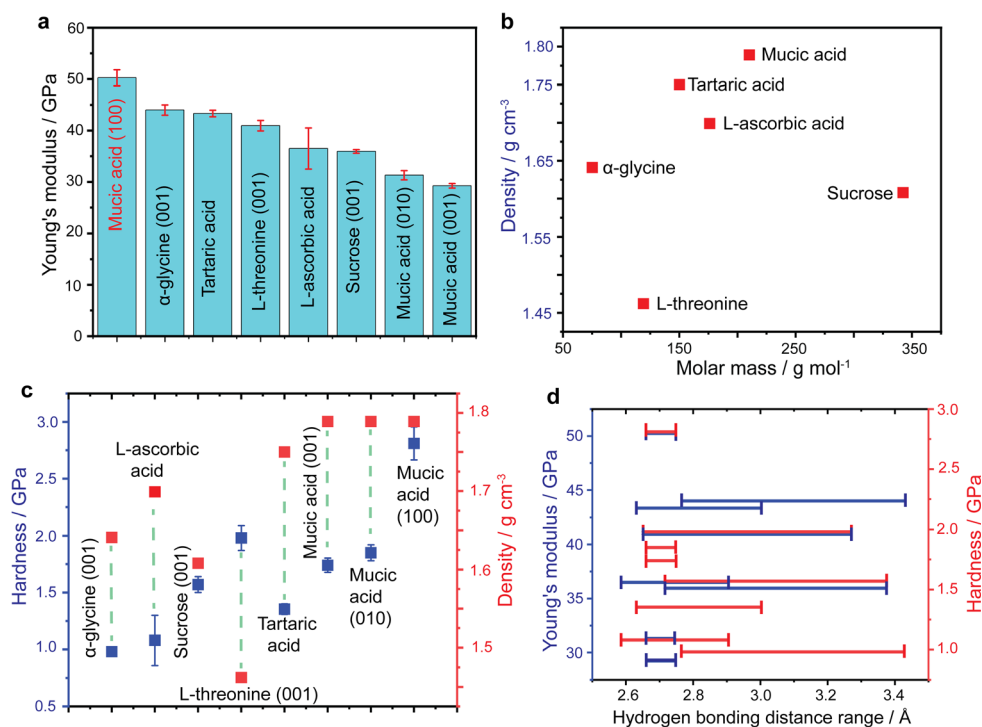 a
Young's modulus / GPa
60
50
40
30
20
10
0
Mucic acid (100)
α-glycine (001)
Tartaric acid
L-threonine (001)
L-ascorbic acid
Sucrose (001)
Mucic acid (010)
Mucic acid (001)
b
Density / g cm⁻³
1.80
1.75
1.65
1.55
1.45
Mucic acid
Tartaric acid
L-ascorbic acid
α-glycine
Sucrose
L-threonine
50
150
250
350
Molar mass / g mol⁻¹
c
Hardness / GPa
3.0
2.5
2.0
1.5
1.0
0.5
α-glycine (001)
L-ascorbic
acid
Sucrose (001)
L-threonine (001)
Tartaric
acid
Mucic acid (001)
Mucic
acid
(010)
Mucic
acid
(100)
1.8
1.7
1.6
1.5
Density / g cm⁻³
d
Young's modulus / GPa
50
45
40
35
30
2.6
2.8
3.0
3.2
3.4
Hydrogen bonding distance range / Å
3.0
2.5
2.0
1.5
1.0
Hardness / GPa